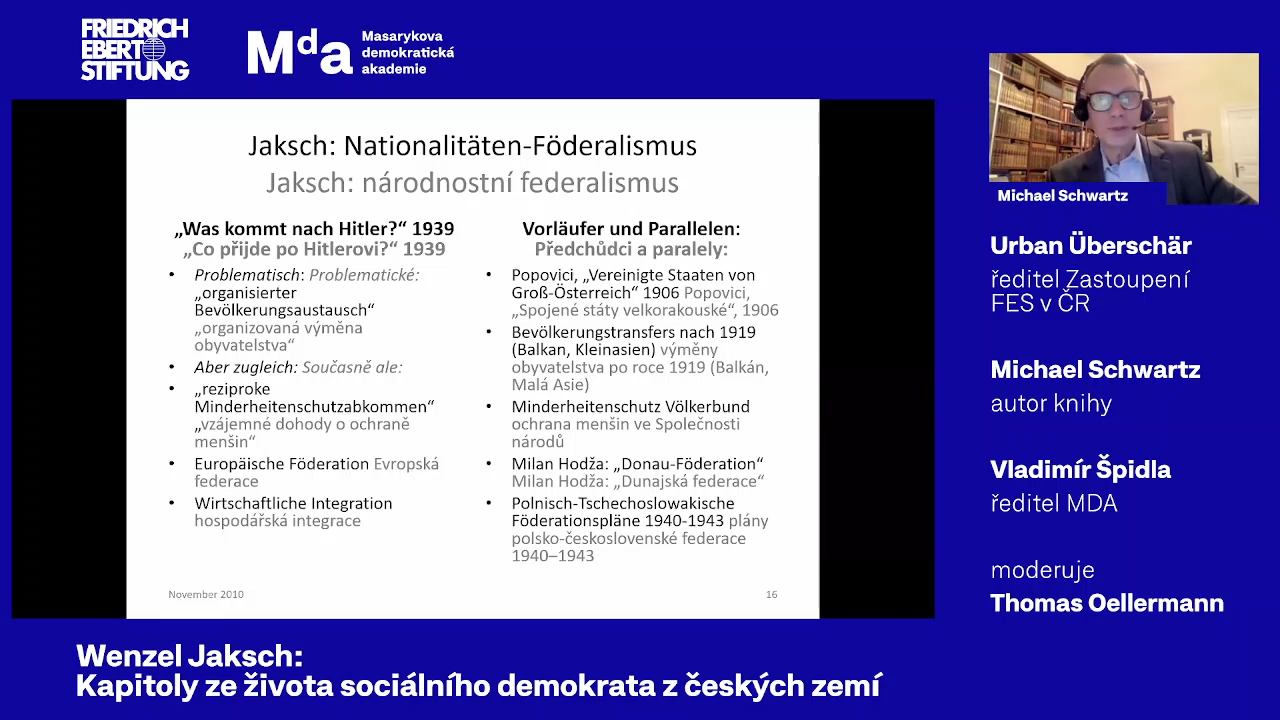 FRIEDRICH
EBERT
STIFTUNG
Mda
Masarykova
demokratická
akademie
Jaksch: Nationalitäten-Föderalismus
Jaksch: národnostní federalismus
„Was kommt nach Hitler?“ 1939
„Co přijde po Hitlerovi?“ 1939
• Problematisch: Problematické:
„organisierter
Bevölkerungsaustausch“
„organizovaná výměna
obyvatelstva“
• Aber zugleich: Současně ale:
• „reziproke
Minderheitenschutzabkommen“
„vzájemné dohody o ochraně
menšin“
• Europäische Föderation Evropská
federace
• Wirtschaftliche Integration
hospodářská integrace
Vorläufer und Parallelen:
Předchůdci a paralely:
• Popovici, „Vereinigte Staaten von
Groß-Österreich“ 1906 Popovici,
„Spojené státy velkorakouské“, 1906
• Bevölkerungstransfers nach 1919
(Balkan, Kleinasien) výměny
obyvatelstva po roce 1919 (Balkán,
Malá Asie)
• Minderheitenschutz Völkerbund
ochrana menšin ve Společnosti
národů
• Milan Hodža: „Donau-Föderation“
Milan Hodža: „Dunajská federace“
• Polnisch-Tschechoslowakische
Föderationspläne 1940-1943 plány
polsko-československé federace
1940–1943
November 2010
16
Michael Schwartz
Urban Überschär
ředitel Zastoupení
FES v ČR
Michael Schwartz
autor knihy
Vladimír Špidla
ředitel MDA
moderuje
Thomas Oellermann
Wenzel Jaksch:
Kapitoly ze života sociálního demokrata z českých zemí